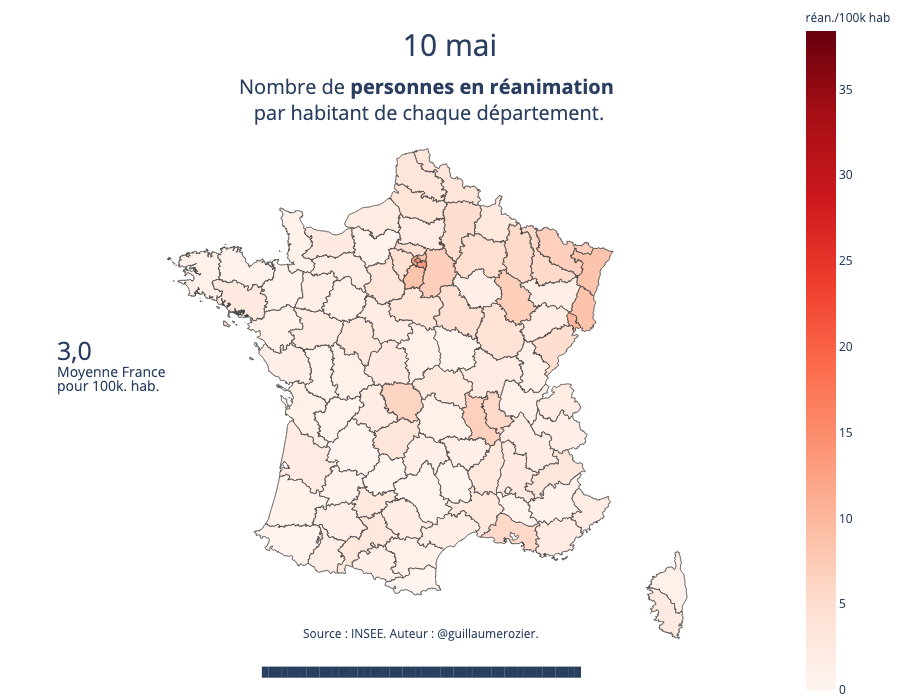 réan./100k hab
10 mai
Nombre de personnes en réanimation
par habitant de chaque département.
35
30
25
20
15
10
5
0
3,0
Moyenne France
pour 100k. hab.
Source : INSEE. Auteur : @guillaumerozier.